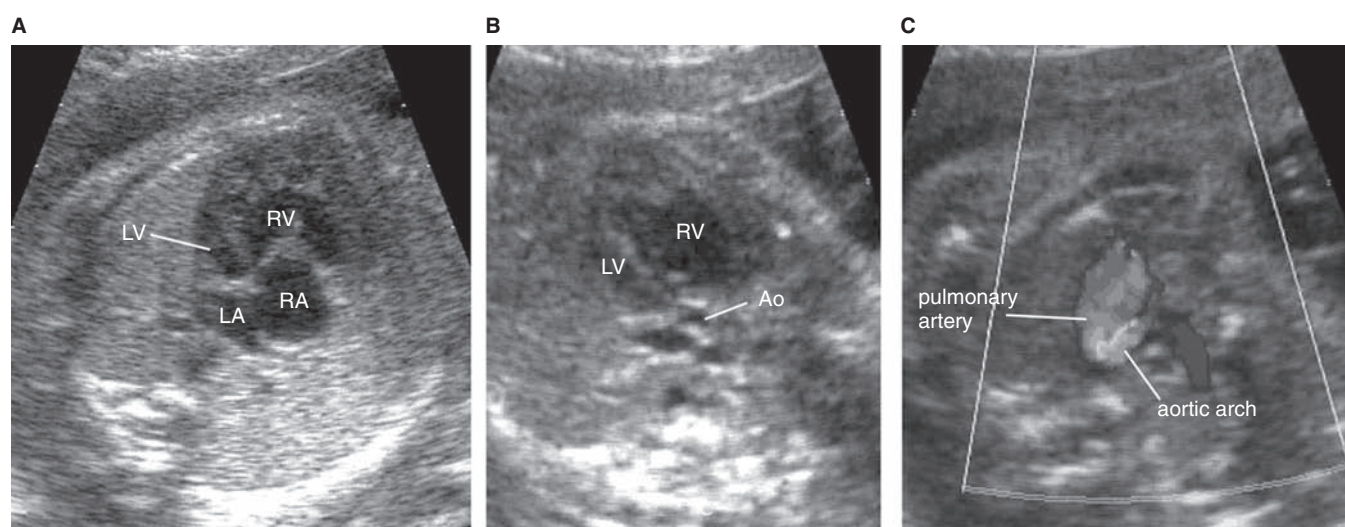 A
B
C
RV
LV
RA
LA
RV
LV
Ao
pulmonary
artery
aortic arch